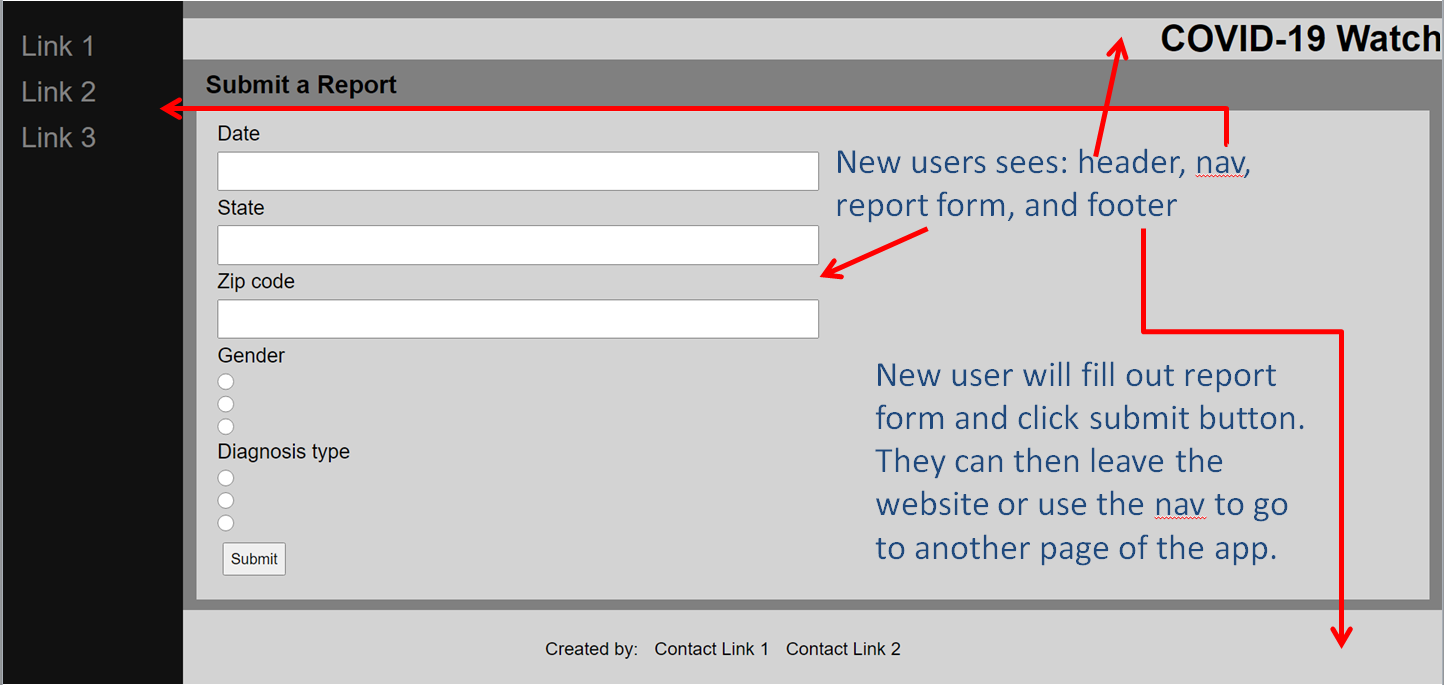 Link 1
Link 2
Link 3
COVID-19 Watch
Submit a Report
Date
State
Zip code
Gender
Diagnosis type
Submit
New users sees: header, nav,
report form, and footer
New user will fill out report
form and click submit button.
They can then leave the
website or use the nav to go
to another page of the app.
Created by: Contact Link 1 Contact Link 2